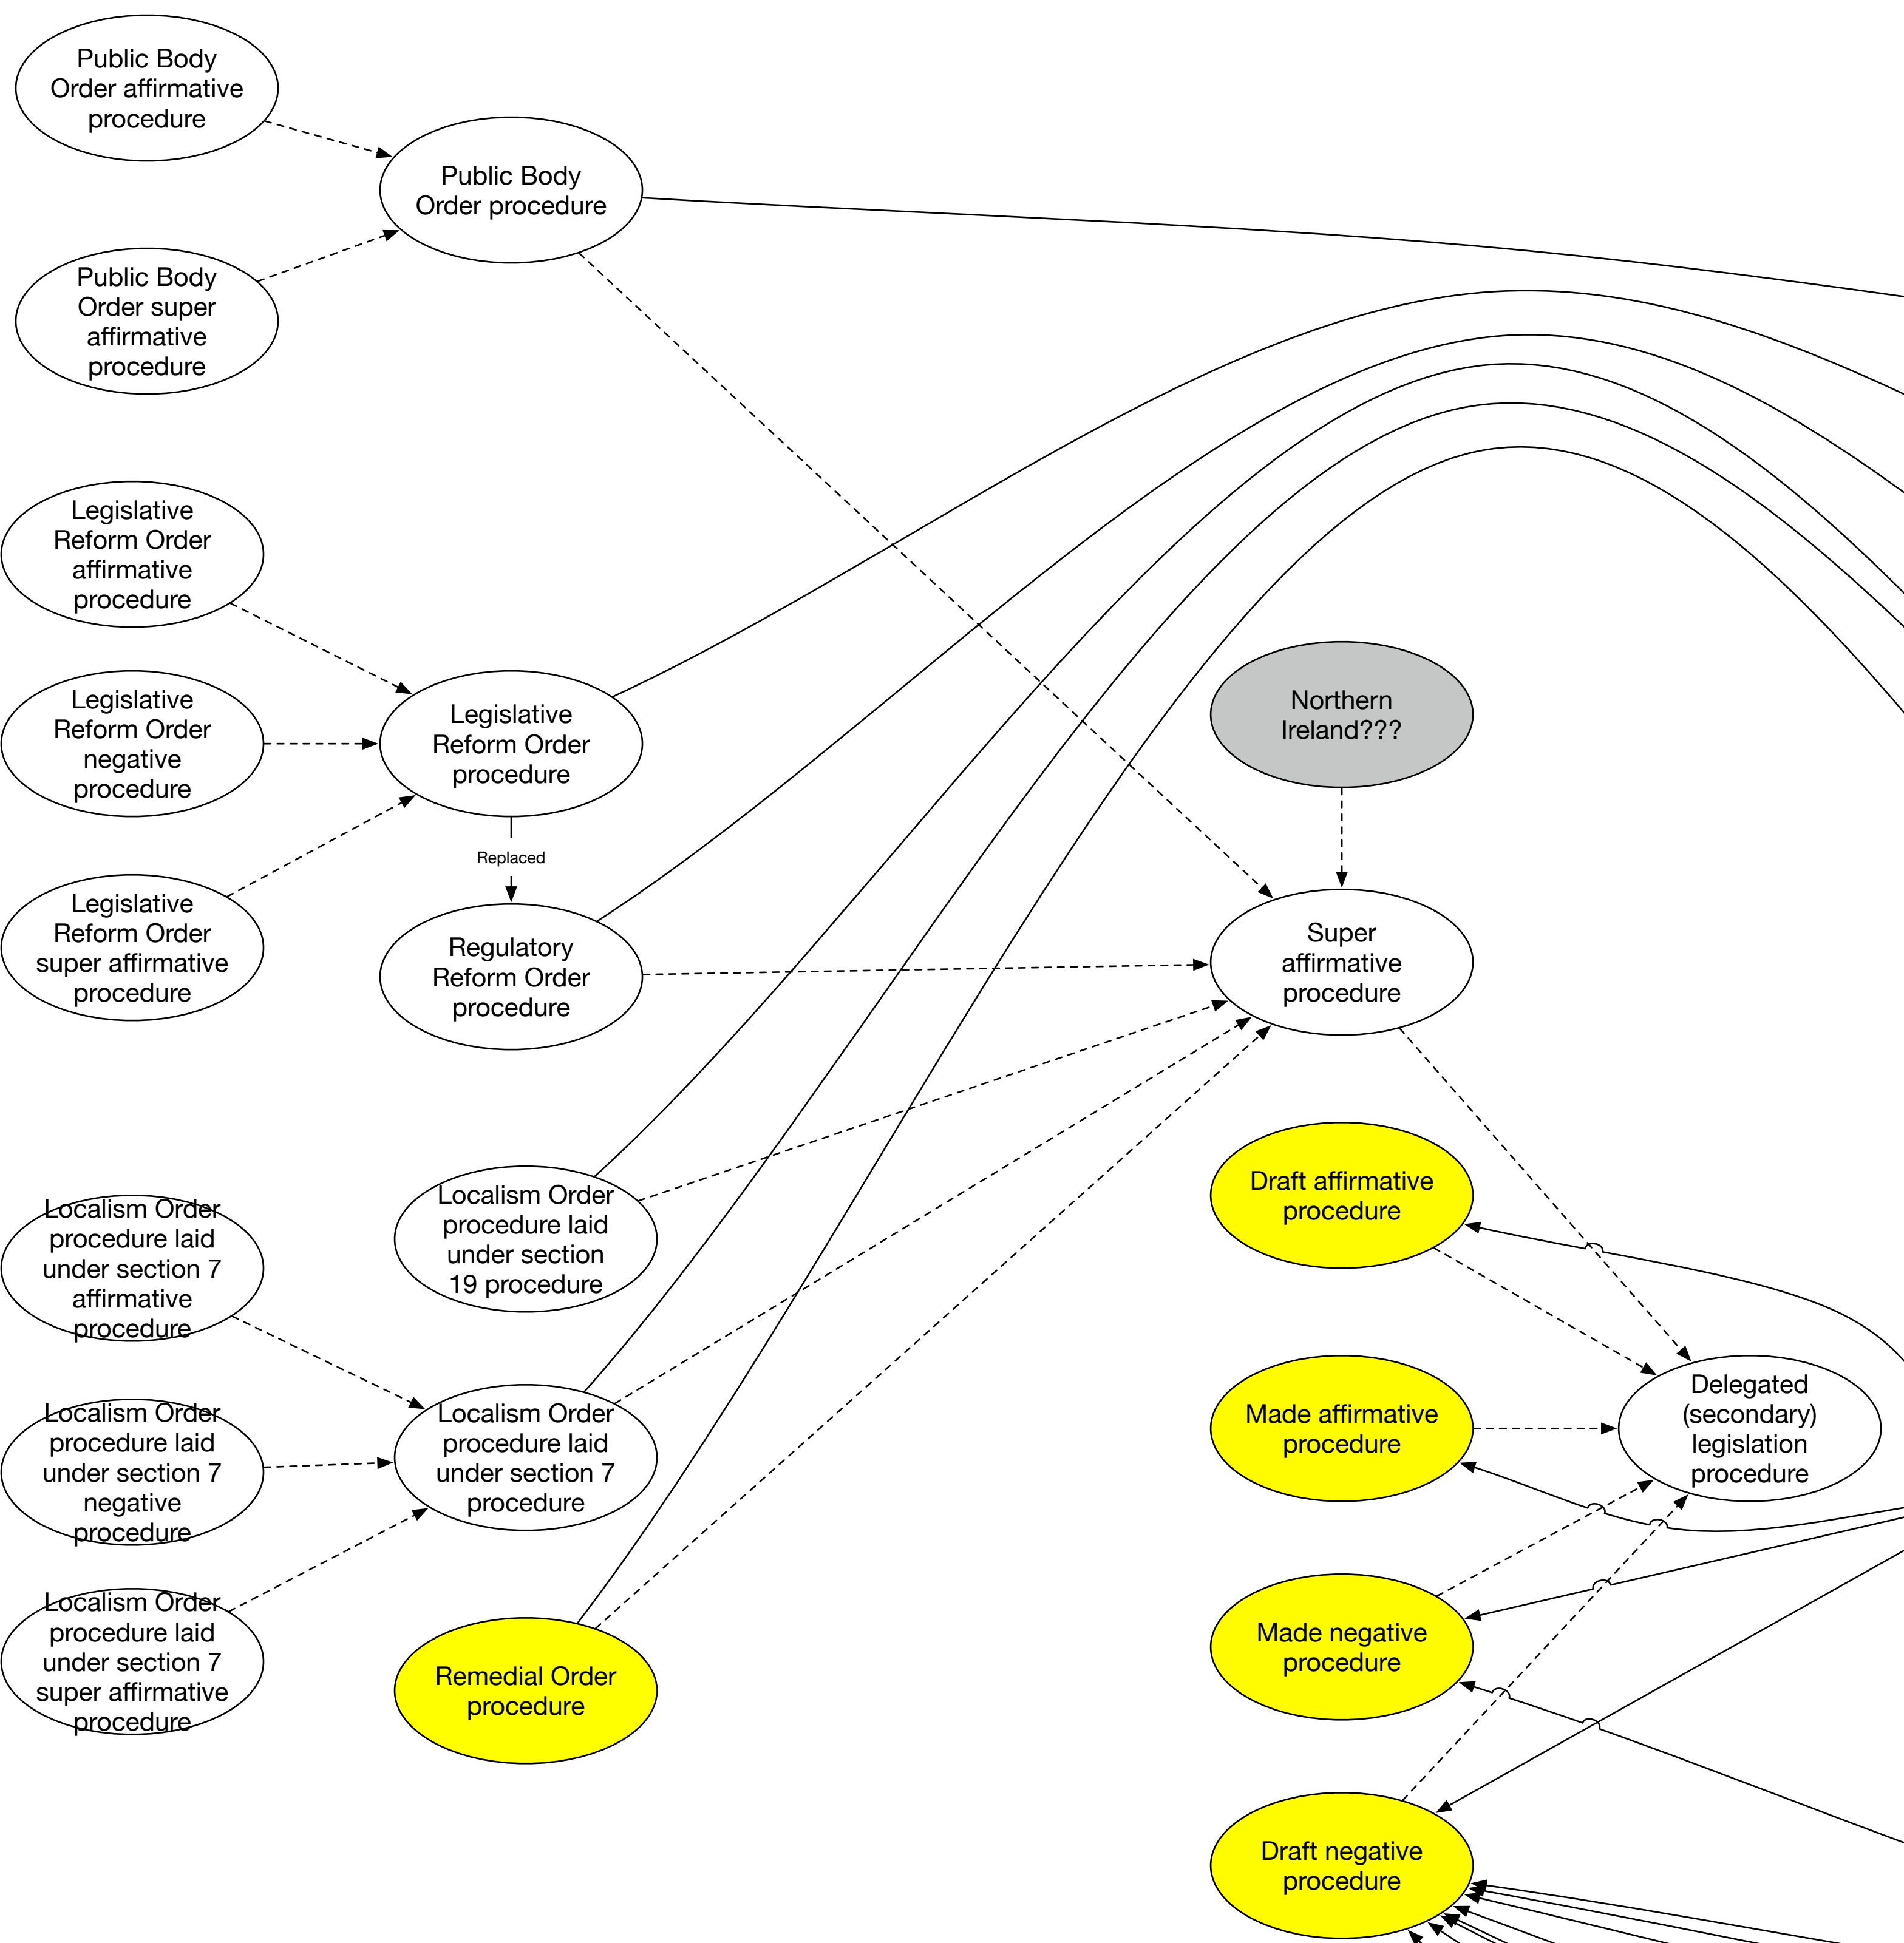 Public Body
Order affirmative
procedure
Public Body
Order procedure
Public Body
Order super
affirmative
procedure
Legislative
Reform Order
affirmative
procedure
Legislative
Reform Order
negative
procedure
Legislative
Reform Order
procedure
Northern
Ireland???
Replaced
Legislative
Reform Order
super affirmative
procedure
Regulatory
Reform Order
procedure
Super
affirmative
procedure
Localism Order
procedure laid
under section
19 procedure
Draft affirmative
procedure
Localism Order
procedure laid
under section 7
affirmative
procedure
Localism Order
procedure laid
under section 7
negative
procedure
Localism Order
procedure laid
under section 7
procedure
Made affirmative
procedure
Delegated
(secondary)
legislation
procedure
Localism Order
procedure laid
under section 7
super affirmative
procedure
Remedial Order
procedure
Made negative
procedure
Draft negative
procedure